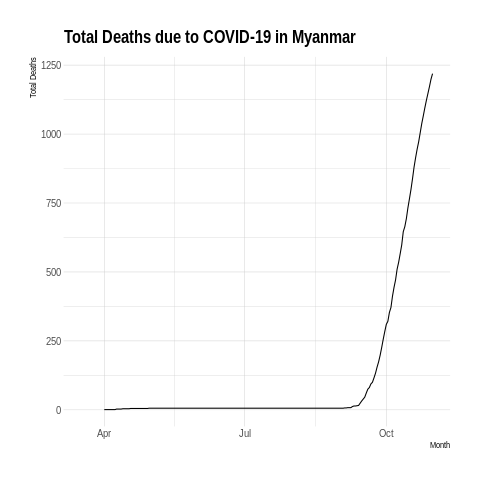 Total Deaths due to COVID-19 in Myanmar
Total Deaths
1250
1000
750
500
250
0
Apr
Jul
Oct
Month